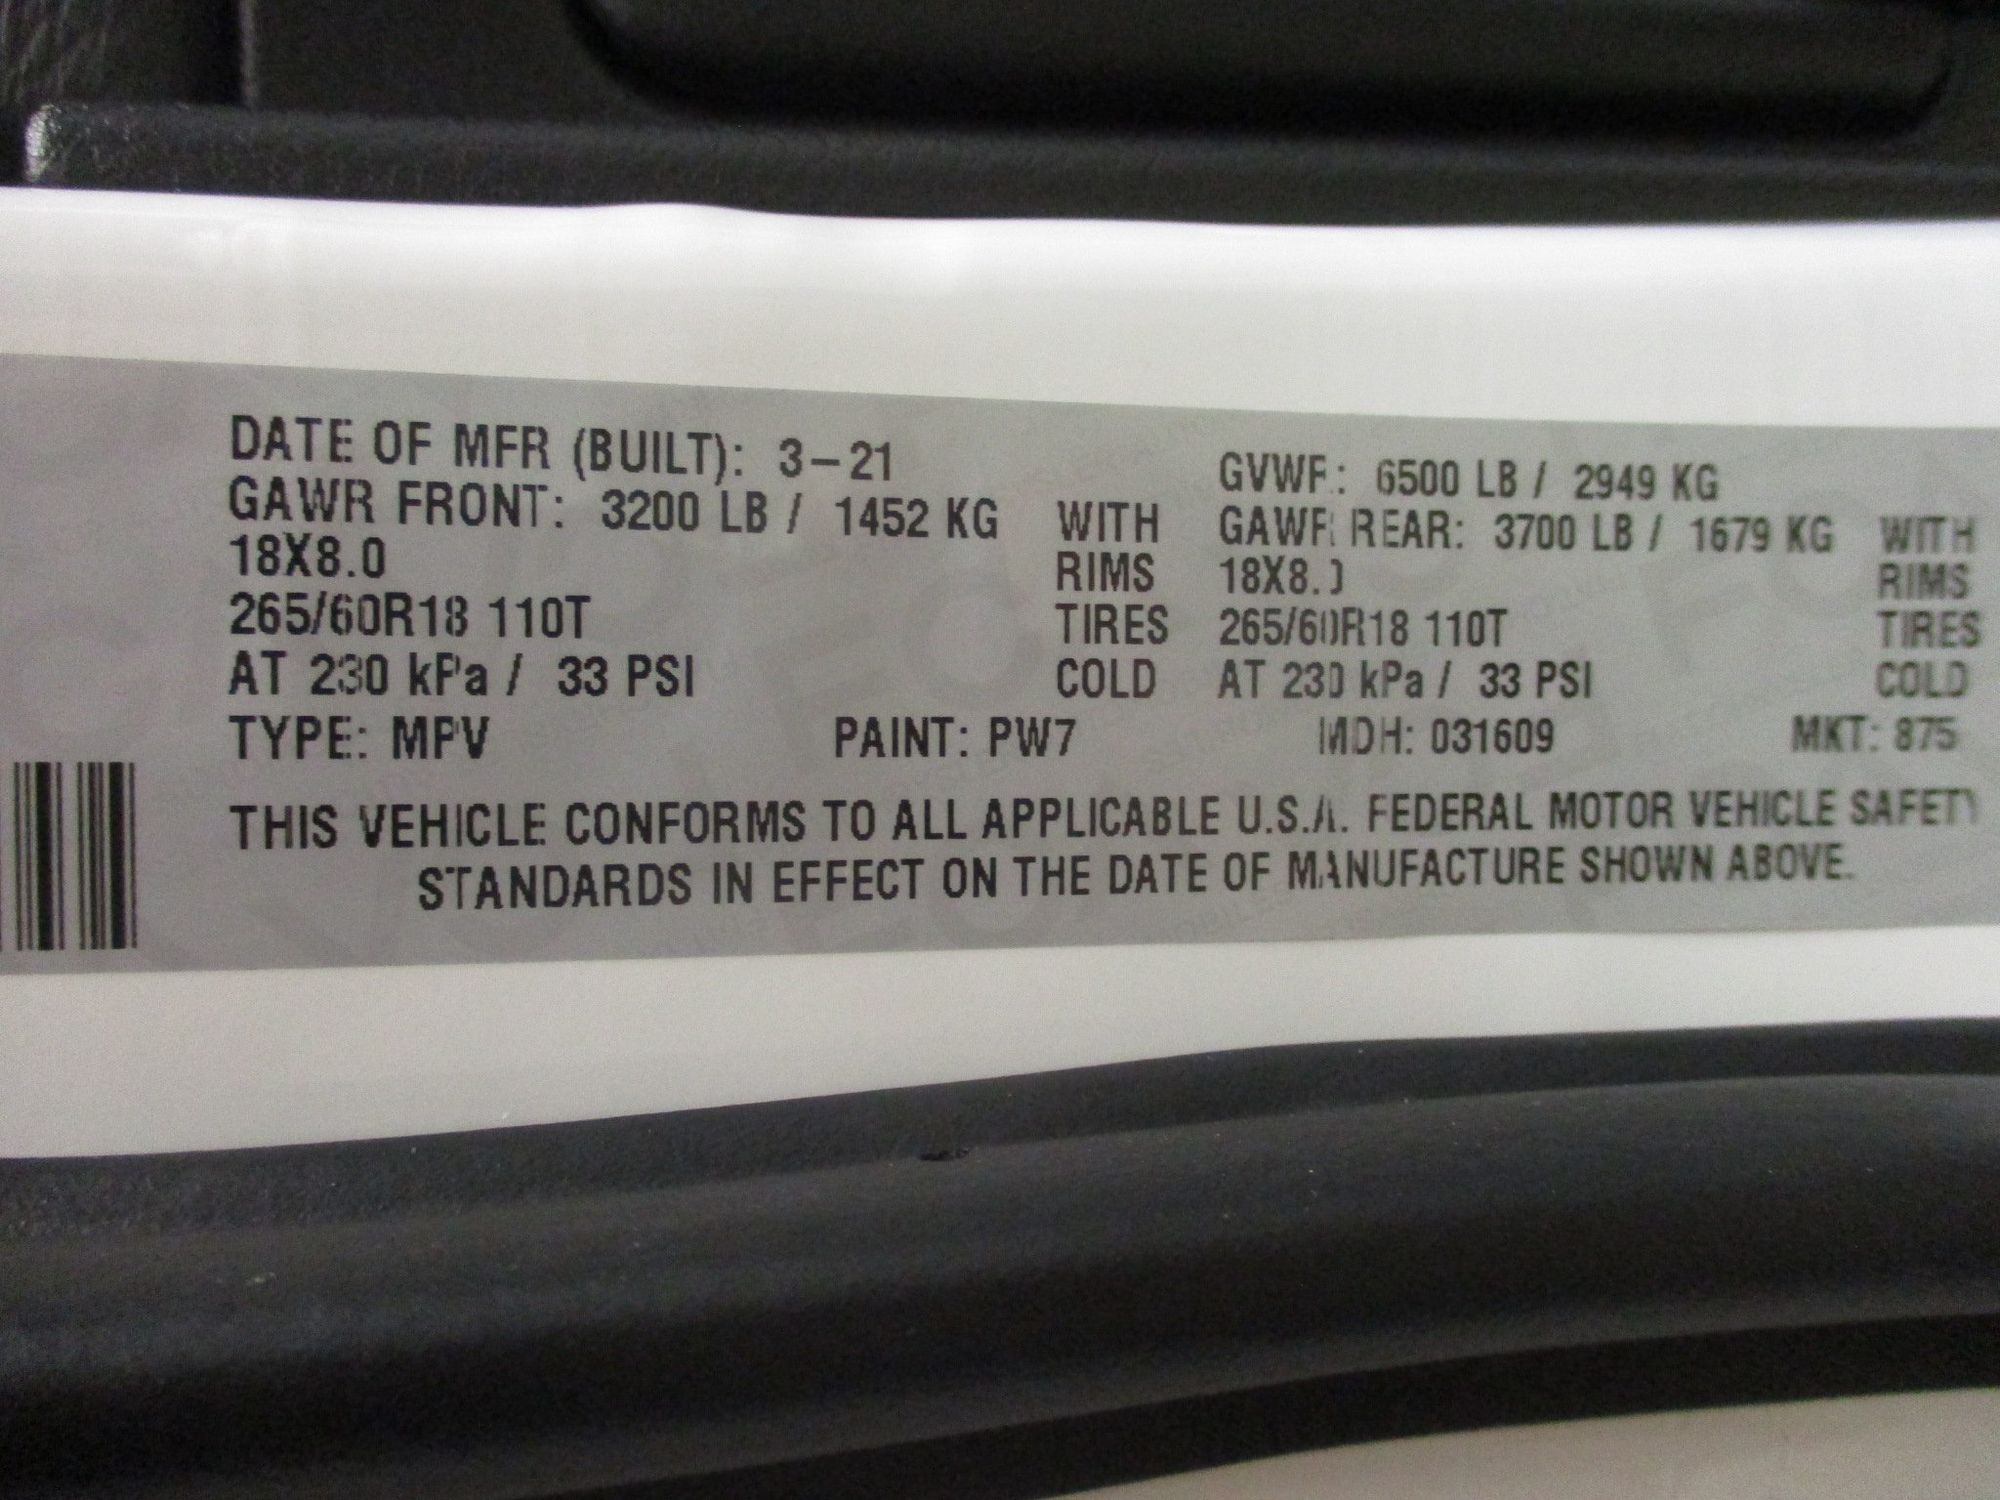 DATE OF MFR (BUILT): 3-21 GVWR: 6500 LB / 2949 KG
GAWR FRONT: 3200 LB / 1452 KG WITH GAWR REAR: 3700 LB / 1679 KG WITH
18X8.0 RIMS 18X8.0 RIMS
265/60R18 110T TIRES 265/60R18 110T TIRES
AT 230 kPa / 33 PSI COLD AT 230 kPa / 33 PSI COLD
TYPE: MPV PAINT: PW7 MDH: 031609 MKT: 875
THIS VEHICLE CONFORMS TO ALL APPLICABLE U.S.A. FEDERAL MOTOR VEHICLE SAFETY
STANDARDS IN EFFECT ON THE DATE OF MANUFACTURE SHOWN ABOVE.